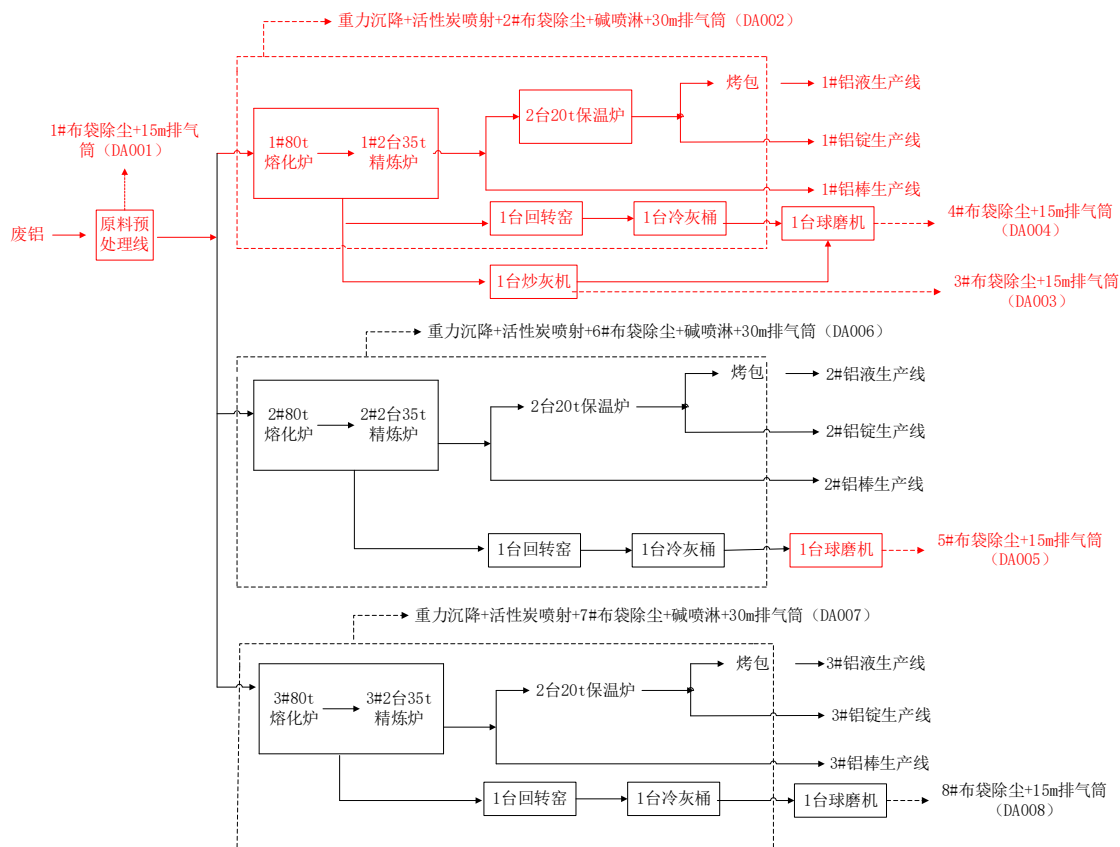 重力沉降+活性炭喷射+2#布袋除尘+碱喷淋+30m排气筒（DA002）
烤包
1#铝液生产线
2台20t保温炉
1#布袋除尘+15m排气
筒（DA001）
1#80t
熔化炉
1#2台35t
精炼炉
1#铝锭生产线
1#铝棒生产线
废铝
原料预
处理线
1台回转窑
1台冷灰桶
1台球磨机
4#布袋除尘+15m排气筒
（DA004）
1台炒灰机
3#布袋除尘+15m排气筒
（DA003）
重力沉降+活性炭喷射+6#布袋除尘+碱喷淋+30m排气筒（DA006）
烤包
2#铝液生产线
2#80t
熔化炉
2#2台35t
精炼炉
2台20t保温炉
2#铝锭生产线
2#铝棒生产线
1台回转窑
1台冷灰桶
1台球磨机
5#布袋除尘+15m排气筒
（DA005）
重力沉降+活性炭喷射+7#布袋除尘+碱喷淋+30m排气筒（DA007）
烤包
3#铝液生产线
3#80t
熔化炉
3#2台35t
精炼炉
2台20t保温炉
3#铝锭生产线
3#铝棒生产线
1台回转窑
1台冷灰桶
1台球磨机
8#布袋除尘+15m排气筒
（DA008）